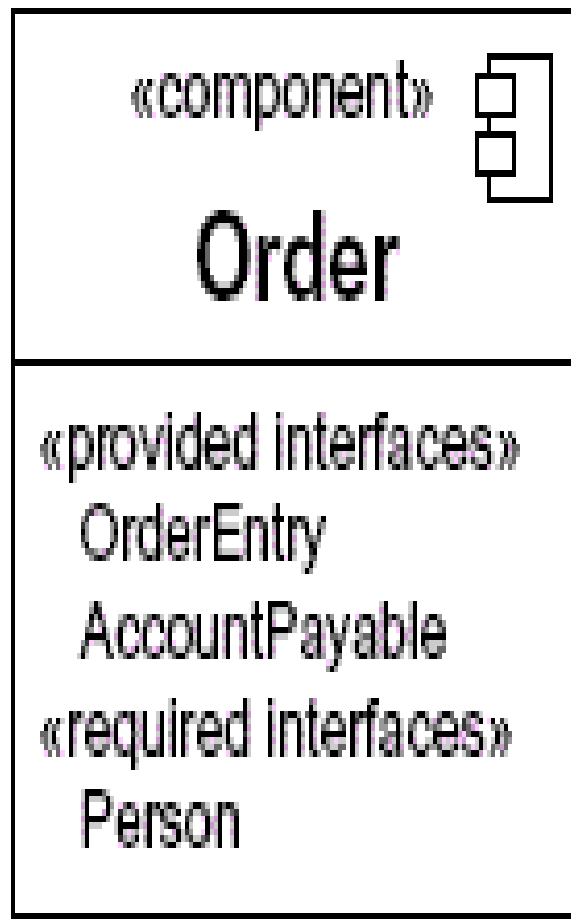 «component»
Order
«provided interfaces»
OrderEntry
AccountPayable
«required interfaces»
Person